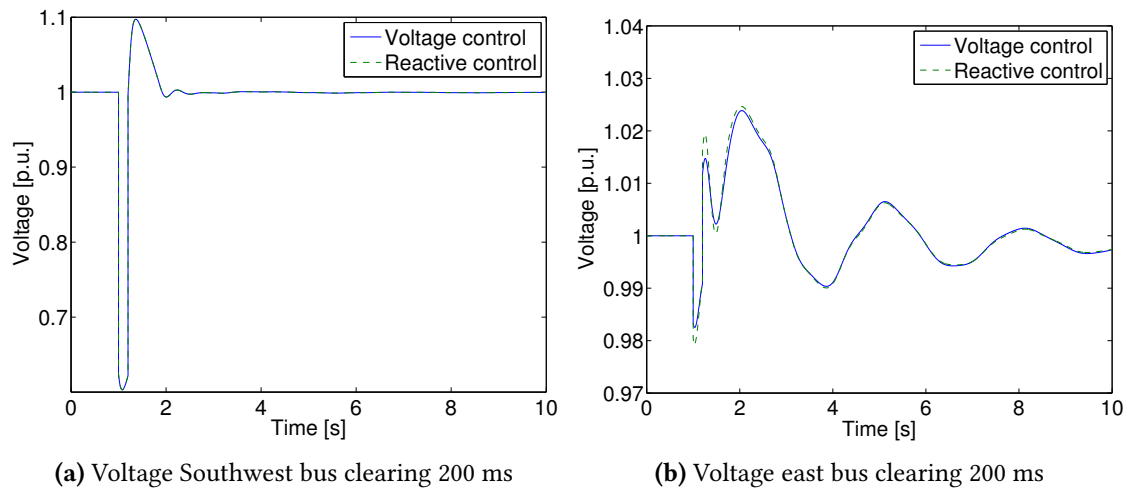 1.1
1
0.9
0.8
0.7
Voltage [p.u.]
0 2 4 6 8 10
Time [s]
Voltage control
Reactive control
(a) Voltage Southwest bus clearing 200 ms
1.04
1.03
1.02
1.01
1
0.99
0.98
0.97
Voltage [p.u.]
0 2 4 6 8 10
Time [s]
Voltage control
Reactive control
(b) Voltage east bus clearing 200 ms